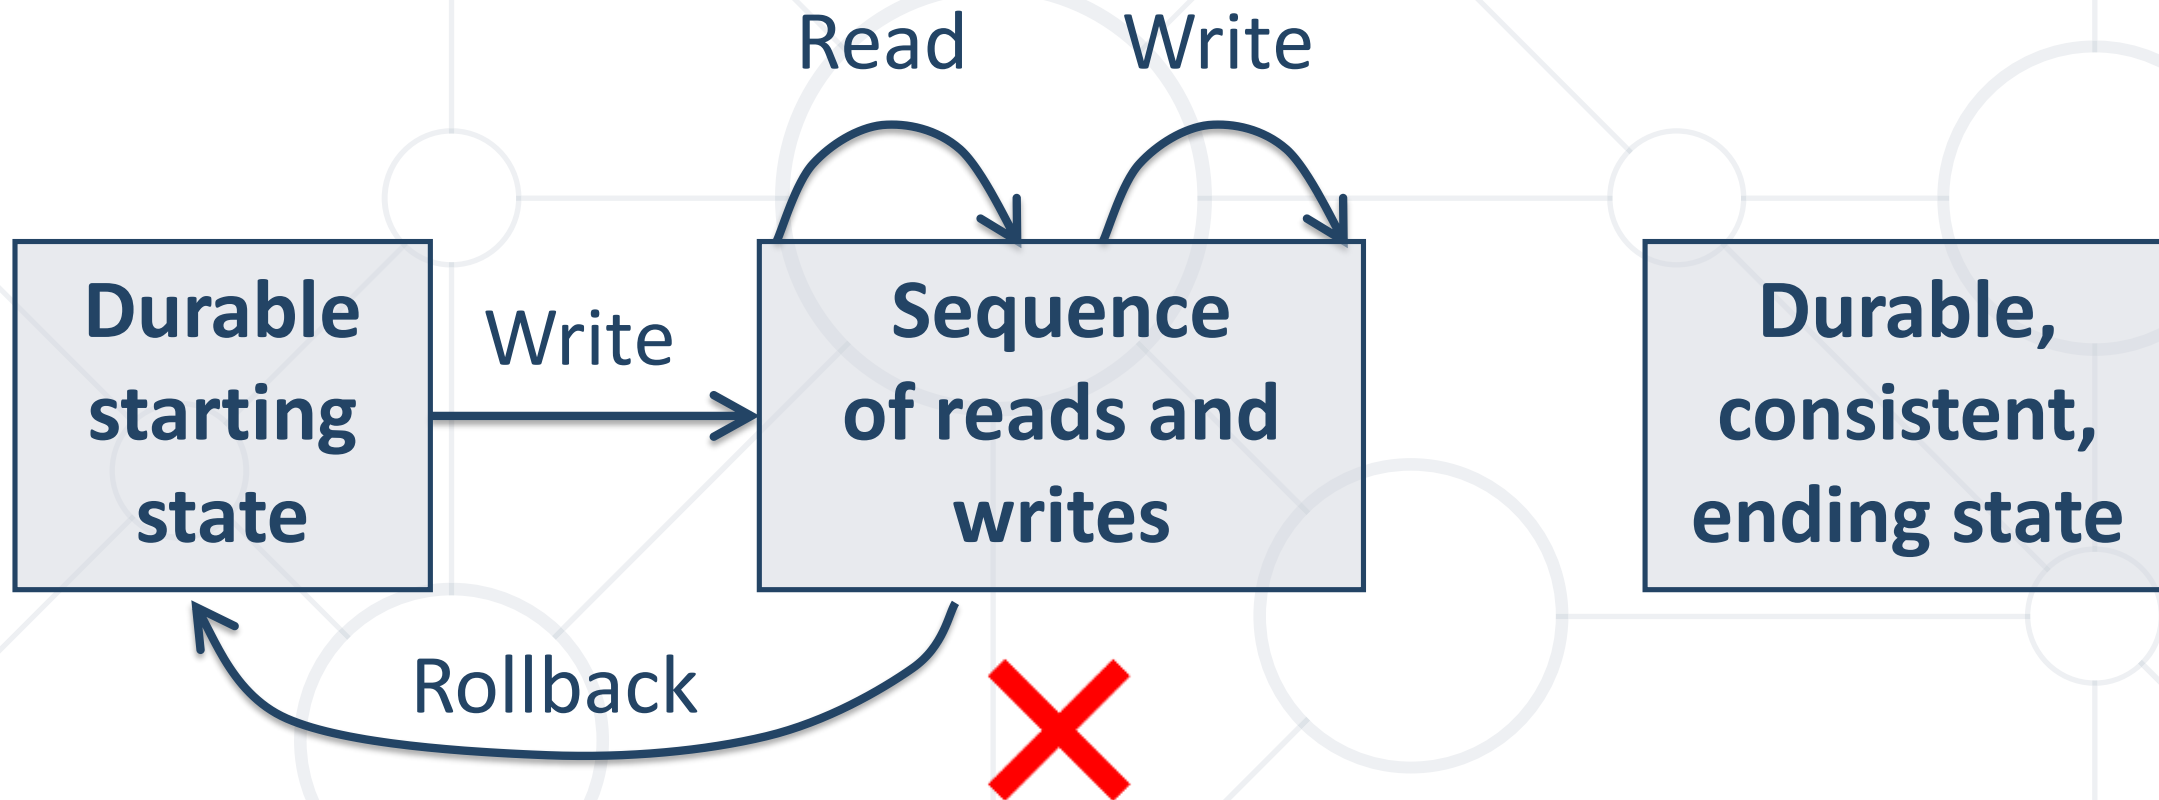 Read
Write
Durable
starting
state
Write
Sequence
of reads and
writes
Durable,
consistent,
ending state
Rollback